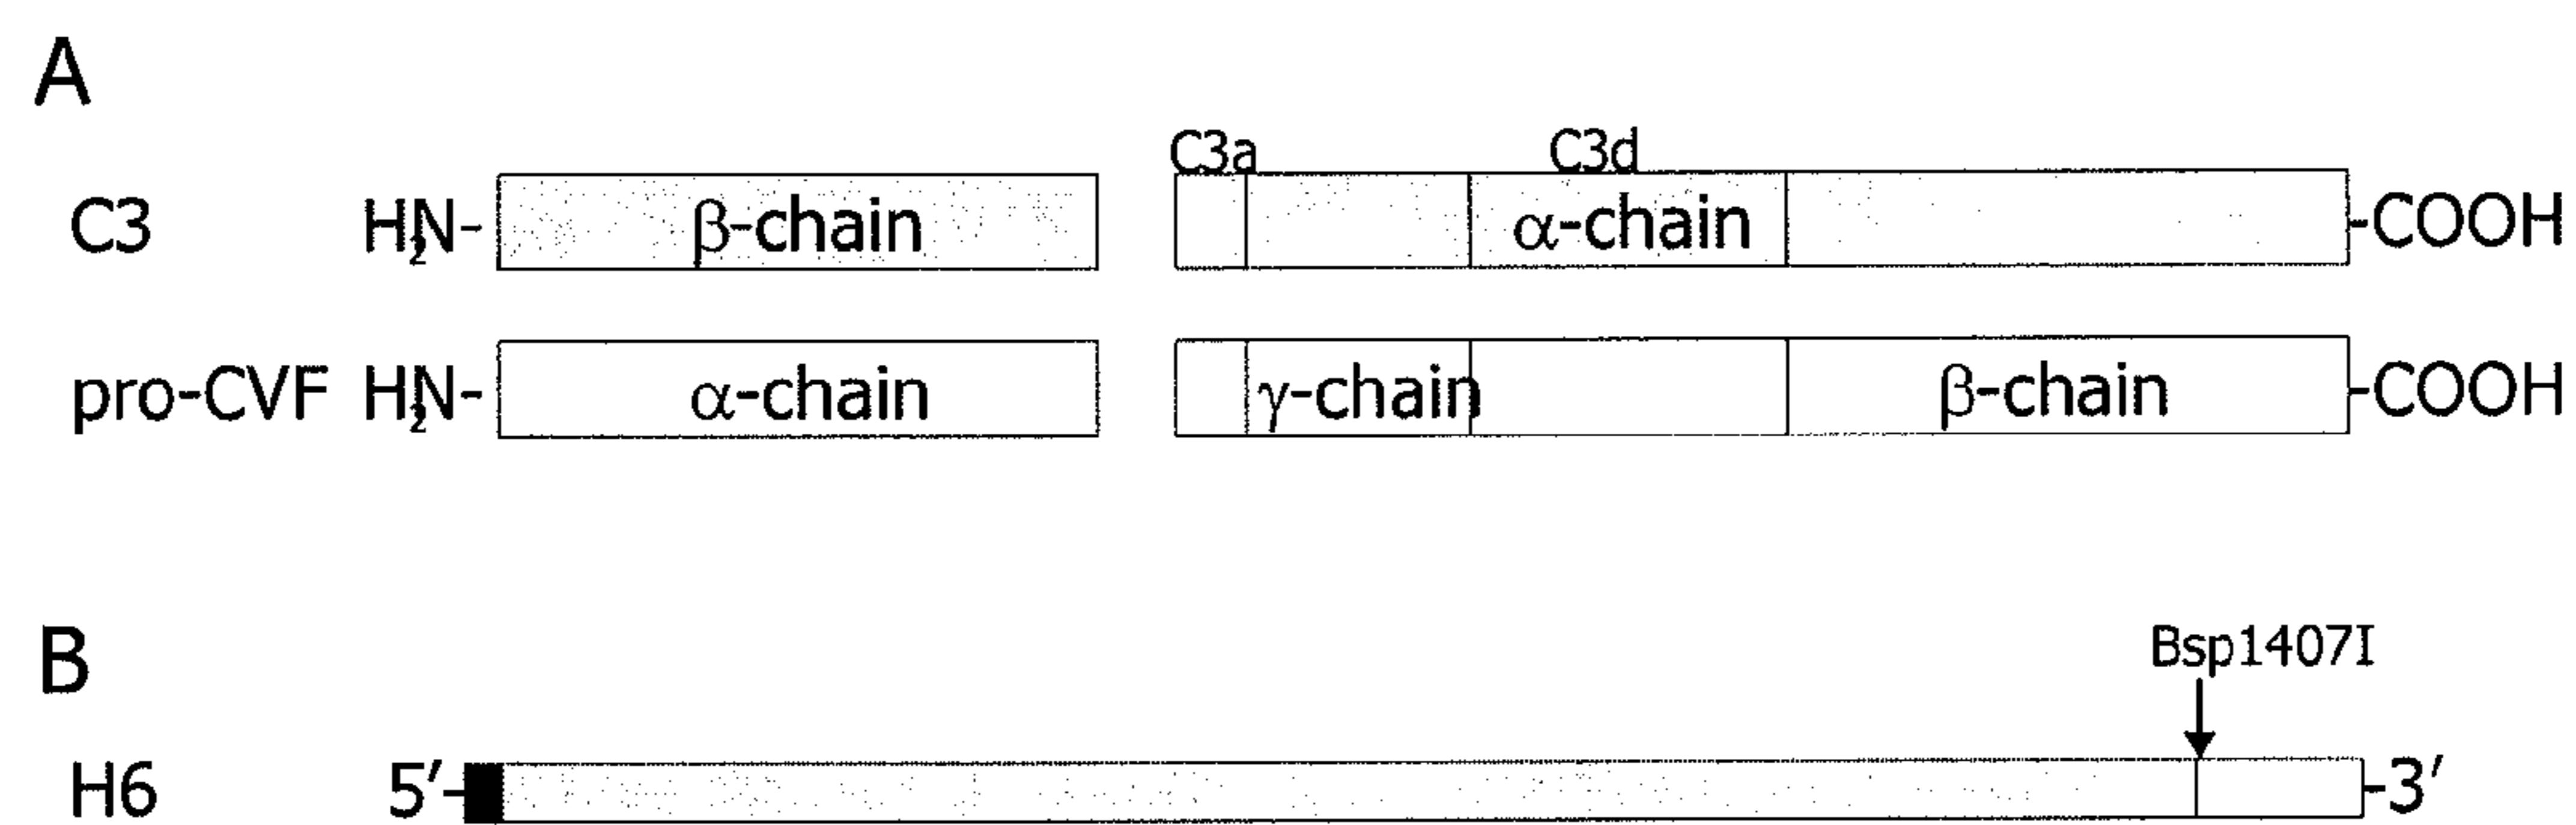 A
C3a C3d
C3 H₂N- β-chain α-chain -COOH
pro-CVF H₂N- α-chain γ-chain β-chain -COOH
B
Bsp1407I
H6 5′- -3′